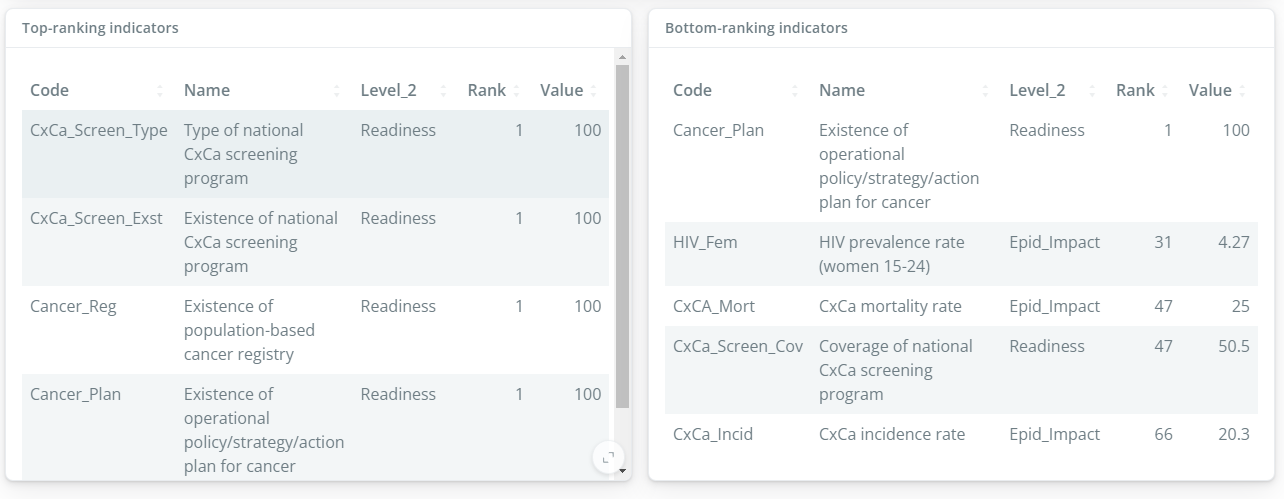 Top-ranking indicators
Code Name Level_2 Rank Value
CxCa_Screen_Type Type of national Readiness 1 100
CxCa screening
program
CxCa_Screen_Exst Existence of national Readiness 1 100
CxCa screening
program
Cancer_Reg Existence of Readiness 1 100
population-based
cancer registry
Cancer_Plan Existence of Readiness 1 100
operational
policy/strategy/action
plan for cancer
Bottom-ranking indicators
Code Name Level_2 Rank Value
Cancer_Plan Existence of Readiness 1 100
operational
policy/strategy/action
plan for cancer
HIV_Fem HIV prevalence rate Epid_Impact 31 4.27
(women 15-24)
CxCA_Mort CxCa mortality rate Epid_Impact 47 25
CxCa_Screen_Cov Coverage of national Readiness 47 50.5
CxCa screening
program
CxCa_Incid CxCa incidence rate Epid_Impact 66 20.3